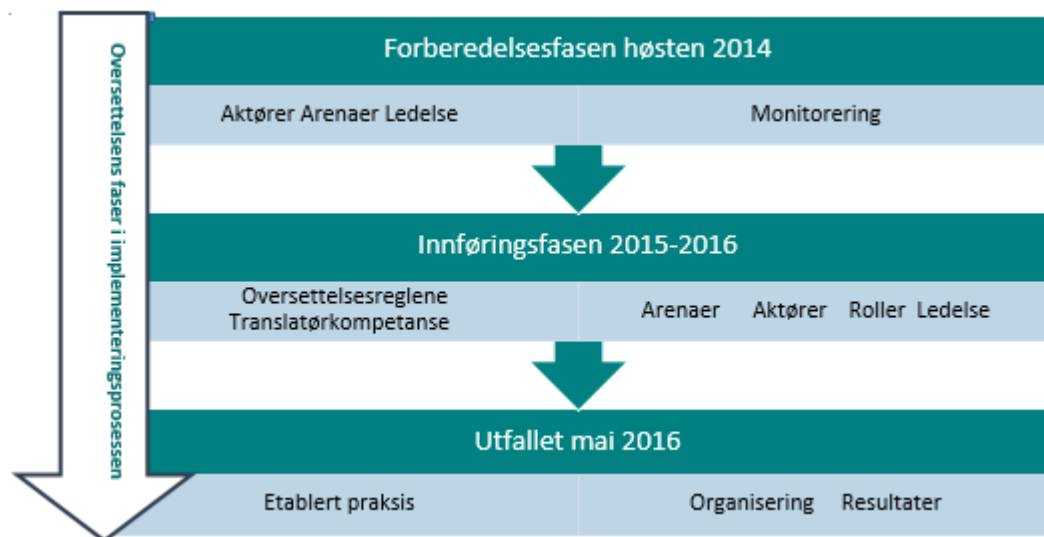 Oversettelsens faser i implementeringsprosessen
Forberedelsesfasen høsten 2014
Aktører Arenaer Ledelse
Monitorering
Innføringsfasen 2015-2016
Oversettelsesreglene
Translatørkompetanse
Arenaer Aktører Roller Ledelse
Utfallet mai 2016
Etablert praksis
Organisering Resultater